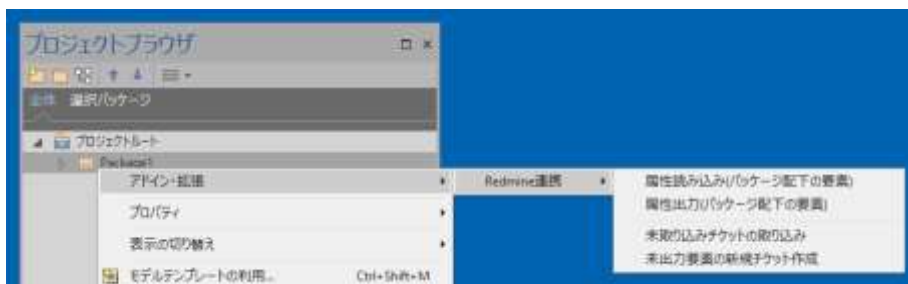 プロジェクトブラウザ
全体 選択パッケージ
プロジェクトルート
Package1
アドイン・拡張
Redmine連携
属性読み込み(パッケージ配下の要素)
属性出力(パッケージ配下の要素)
プロパティ
未取り込みチケットの取り込み
表示の切り替え
未出力要素の新規チケット作成
モデルテンプレートの利用... Ctrl+Shift+M